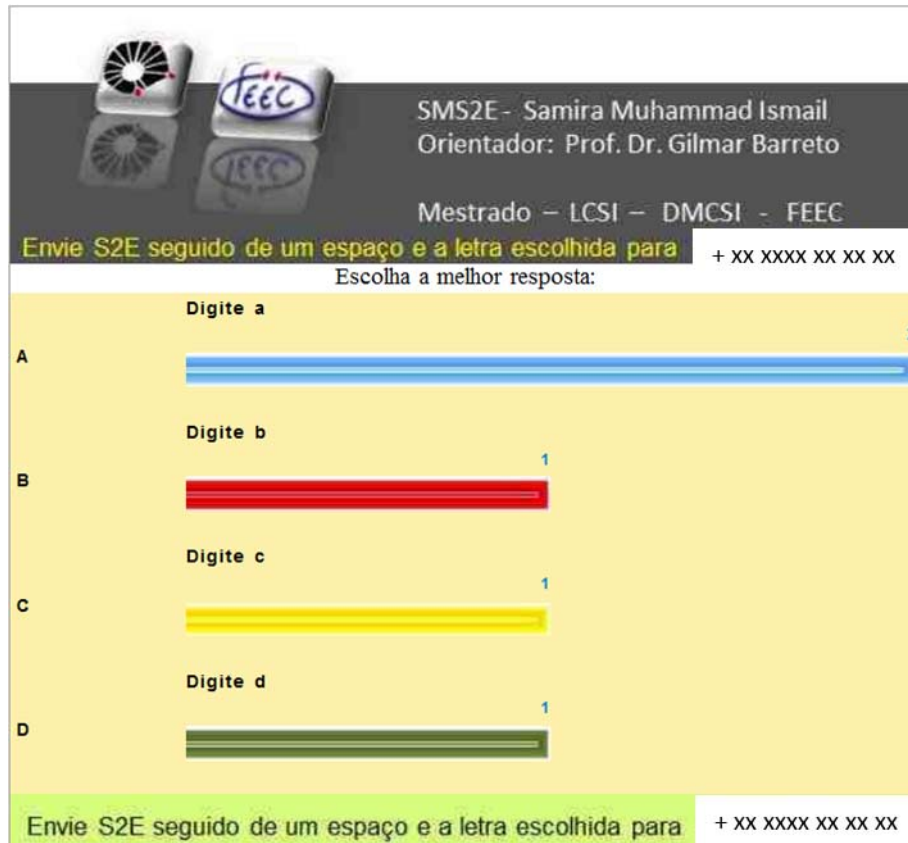 FEEC
SMS2E - Samira Muhammad Ismail
Orientador: Prof. Dr. Gilmar Barreto
Mestrado – LCSI – DMCSI - FEEC
Envie S2E seguido de um espaço e a letra escolhida para + xx xxxx xx xx xx
Escolha a melhor resposta:
Digite a
A
Digite b
1
B
Digite c
1
C
Digite d
1
D
Envie S2E seguido de um espaço e a letra escolhida para + xx xxxx xx xx xx